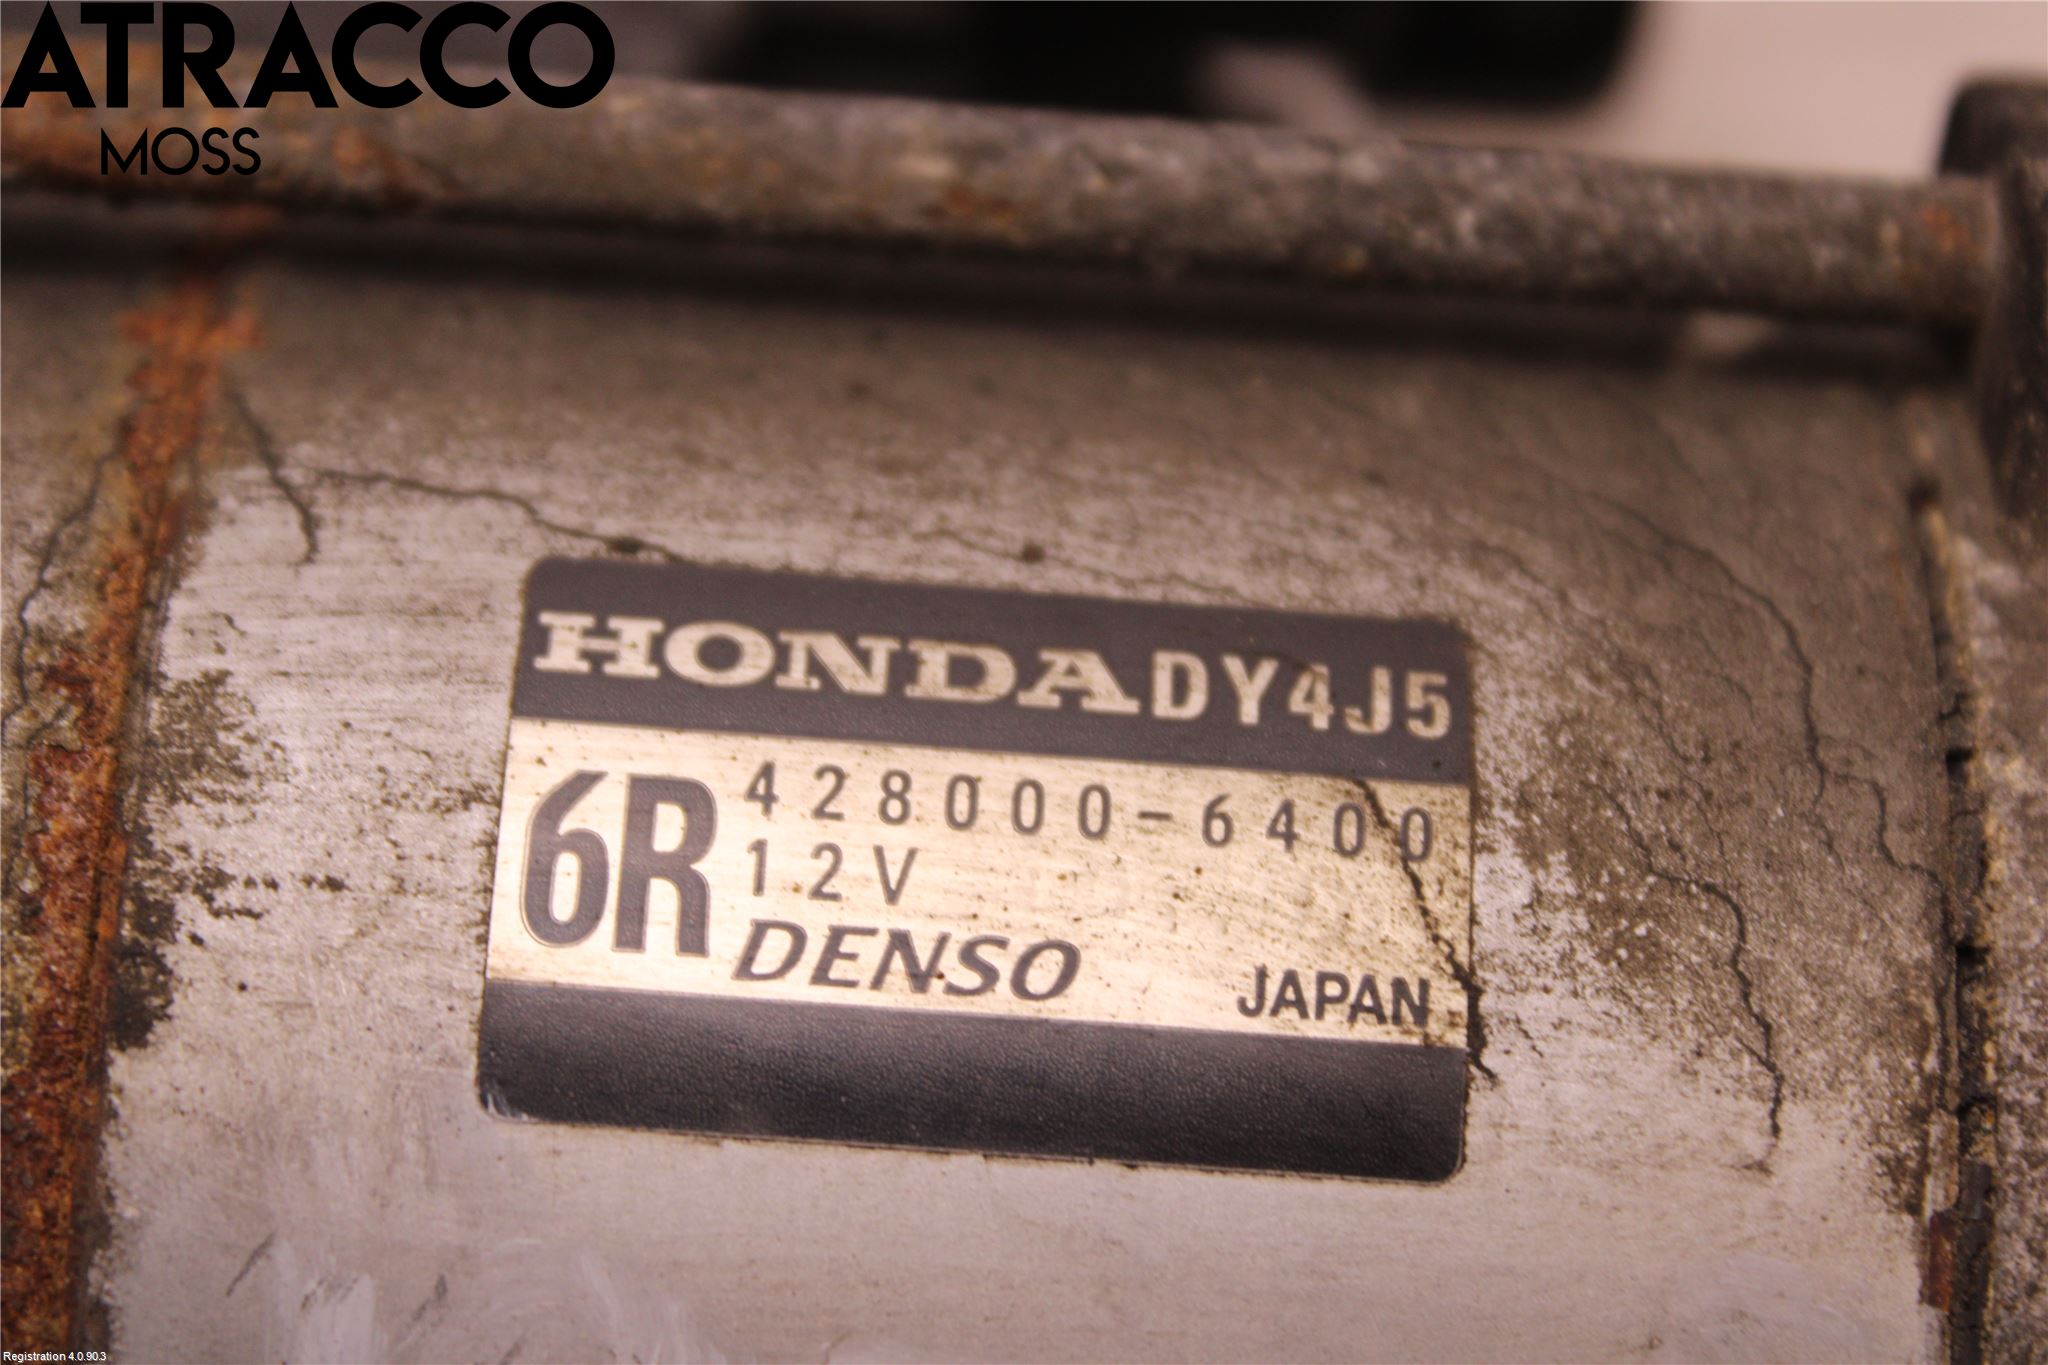 ATRACCO
MOSS
HONDA DY4J5
6R 428000-6400
12V
DENSO JAPAN
Registration 4.0.90.3